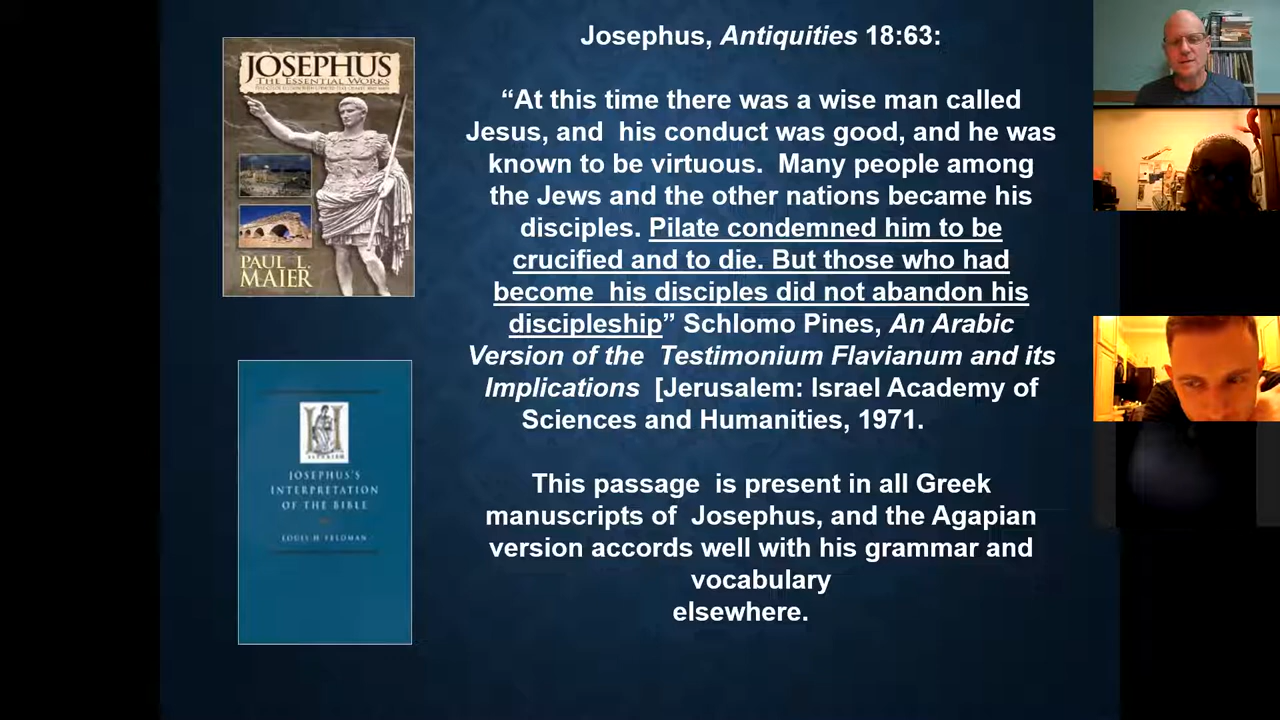 JOSEPHUS
THE ESSENTIAL WORKS
PAUL L.
MAIER
JOSEPHUS'S
INTERPRETATION
OF THE BIBLE
LOUIS H. FELDMAN
Josephus, Antiquities 18:63:
“At this time there was a wise man called
Jesus, and his conduct was good, and he was
known to be virtuous. Many people among
the Jews and the other nations became his
disciples. Pilate condemned him to be
crucified and to die. But those who had
become his disciples did not abandon his
discipleship” Schlomo Pines, An Arabic
Version of the Testimonium Flavianum and its
Implications [Jerusalem: Israel Academy of
Sciences and Humanities, 1971.
This passage is present in all Greek
manuscripts of Josephus, and the Agapian
version accords well with his grammar and
vocabulary
elsewhere.